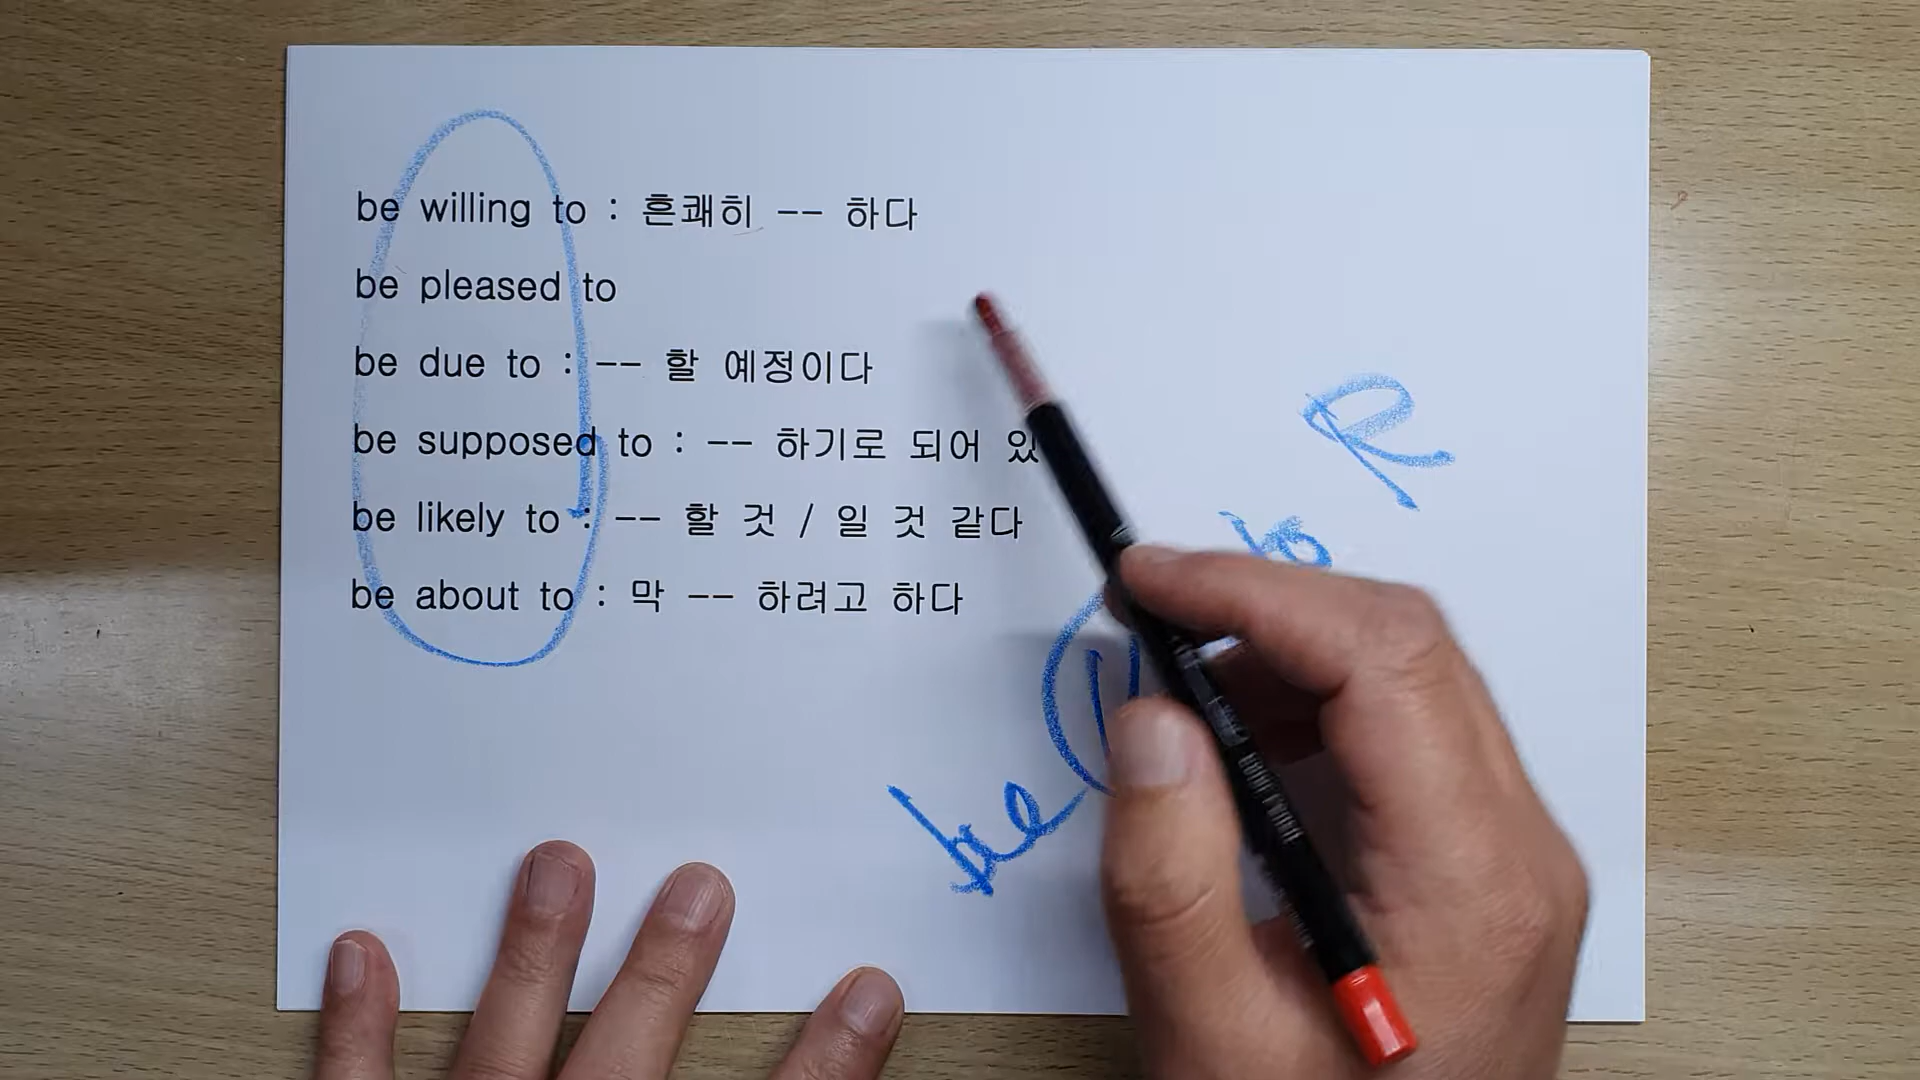 be willing to : 흔쾌히 -- 하다
be pleased to
be due to : -- 할 예정이다
be supposed to : -- 하기로 되어 있
be likely to : -- 할 것 / 일 것 같다
be about to : 막 -- 하려고 하다
be to R